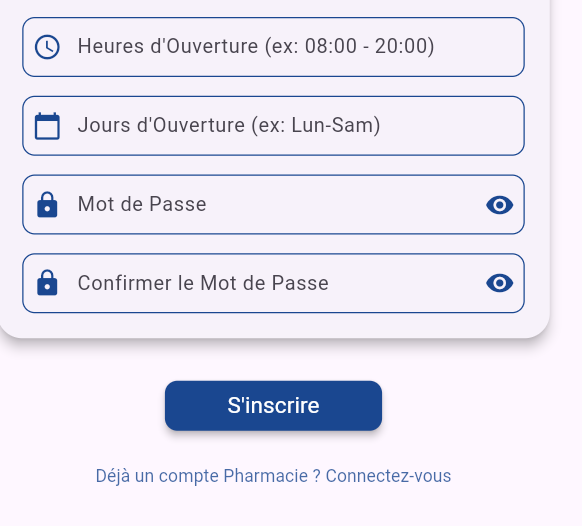 Heures d'Ouverture (ex: 08:00 - 20:00)
Jours d'Ouverture (ex: Lun-Sam)
Mot de Passe
Confirmer le Mot de Passe
S'inscrire
Déjà un compte Pharmacie ? Connectez-vous